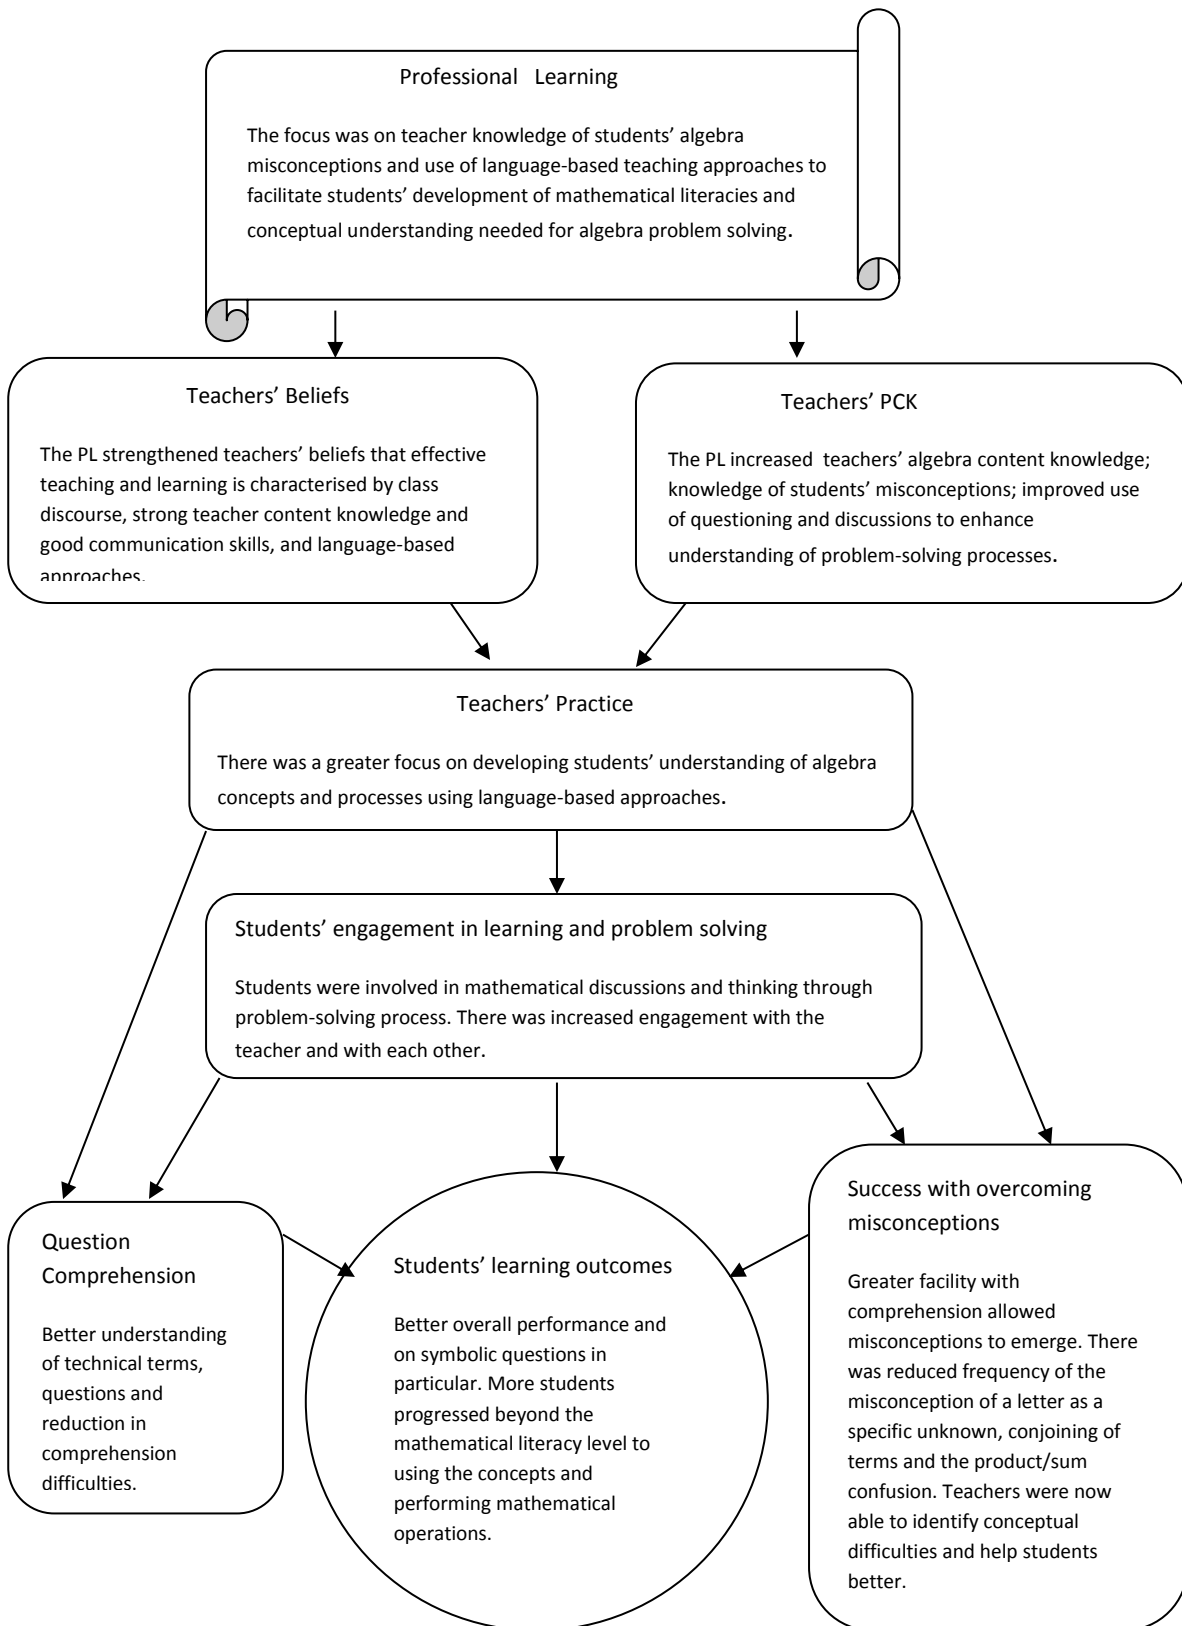 Professional Learning
The focus was on teacher knowledge of students’ algebra
misconceptions and use of language-based teaching approaches to
facilitate students’ development of mathematical literacies and
conceptual understanding needed for algebra problem solving.
Teachers’ Beliefs
The PL strengthened teachers’ beliefs that effective
teaching and learning is characterised by class
discourse, strong teacher content knowledge and
good communication skills, and language-based
approaches.
Teachers’ PCK
The PL increased teachers’ algebra content knowledge;
knowledge of students’ misconceptions; improved use
of questioning and discussions to enhance
understanding of problem-solving processes.
Teachers’ Practice
There was a greater focus on developing students’ understanding of algebra
concepts and processes using language-based approaches.
Students’ engagement in learning and problem solving
Students were involved in mathematical discussions and thinking through
problem-solving process. There was increased engagement with the
teacher and with each other.
Question
Comprehension
Better understanding
of technical terms,
questions and
reduction in
comprehension
difficulties.
Students’ learning outcomes
Better overall performance and
on symbolic questions in
particular. More students
progressed beyond the
mathematical literacy level to
using the concepts and
performing mathematical
operations.
Success with overcoming
misconceptions
Greater facility with
comprehension allowed
misconceptions to emerge. There
was reduced frequency of the
misconception of a letter as a
specific unknown, conjoining of
terms and the product/sum
confusion. Teachers were now
able to identify conceptual
difficulties and help students
better.